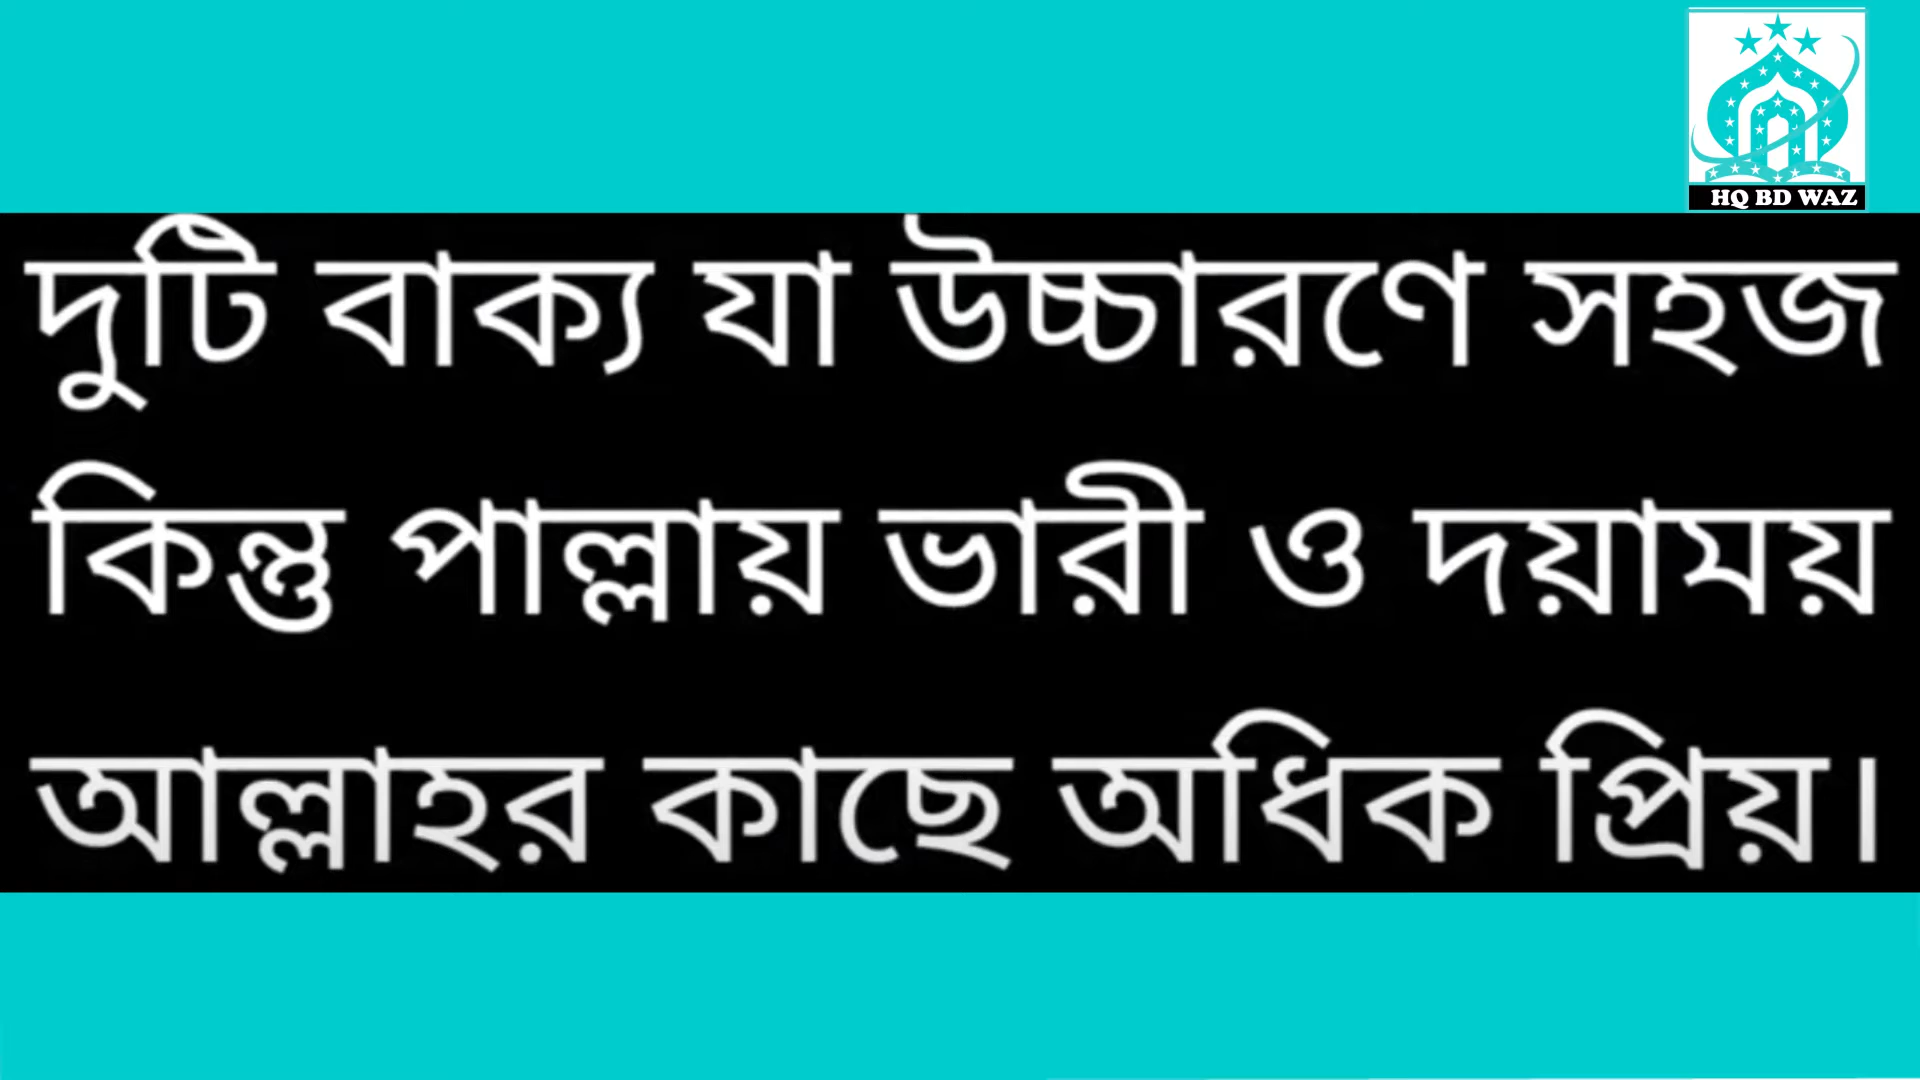 HQ BD WAZ
দুটি বাক্য যা উচ্চারণে সহজ
কিন্তু পাল্লায় ভারী ও দয়াময়
আল্লাহর কাছে অধিক প্রিয়।